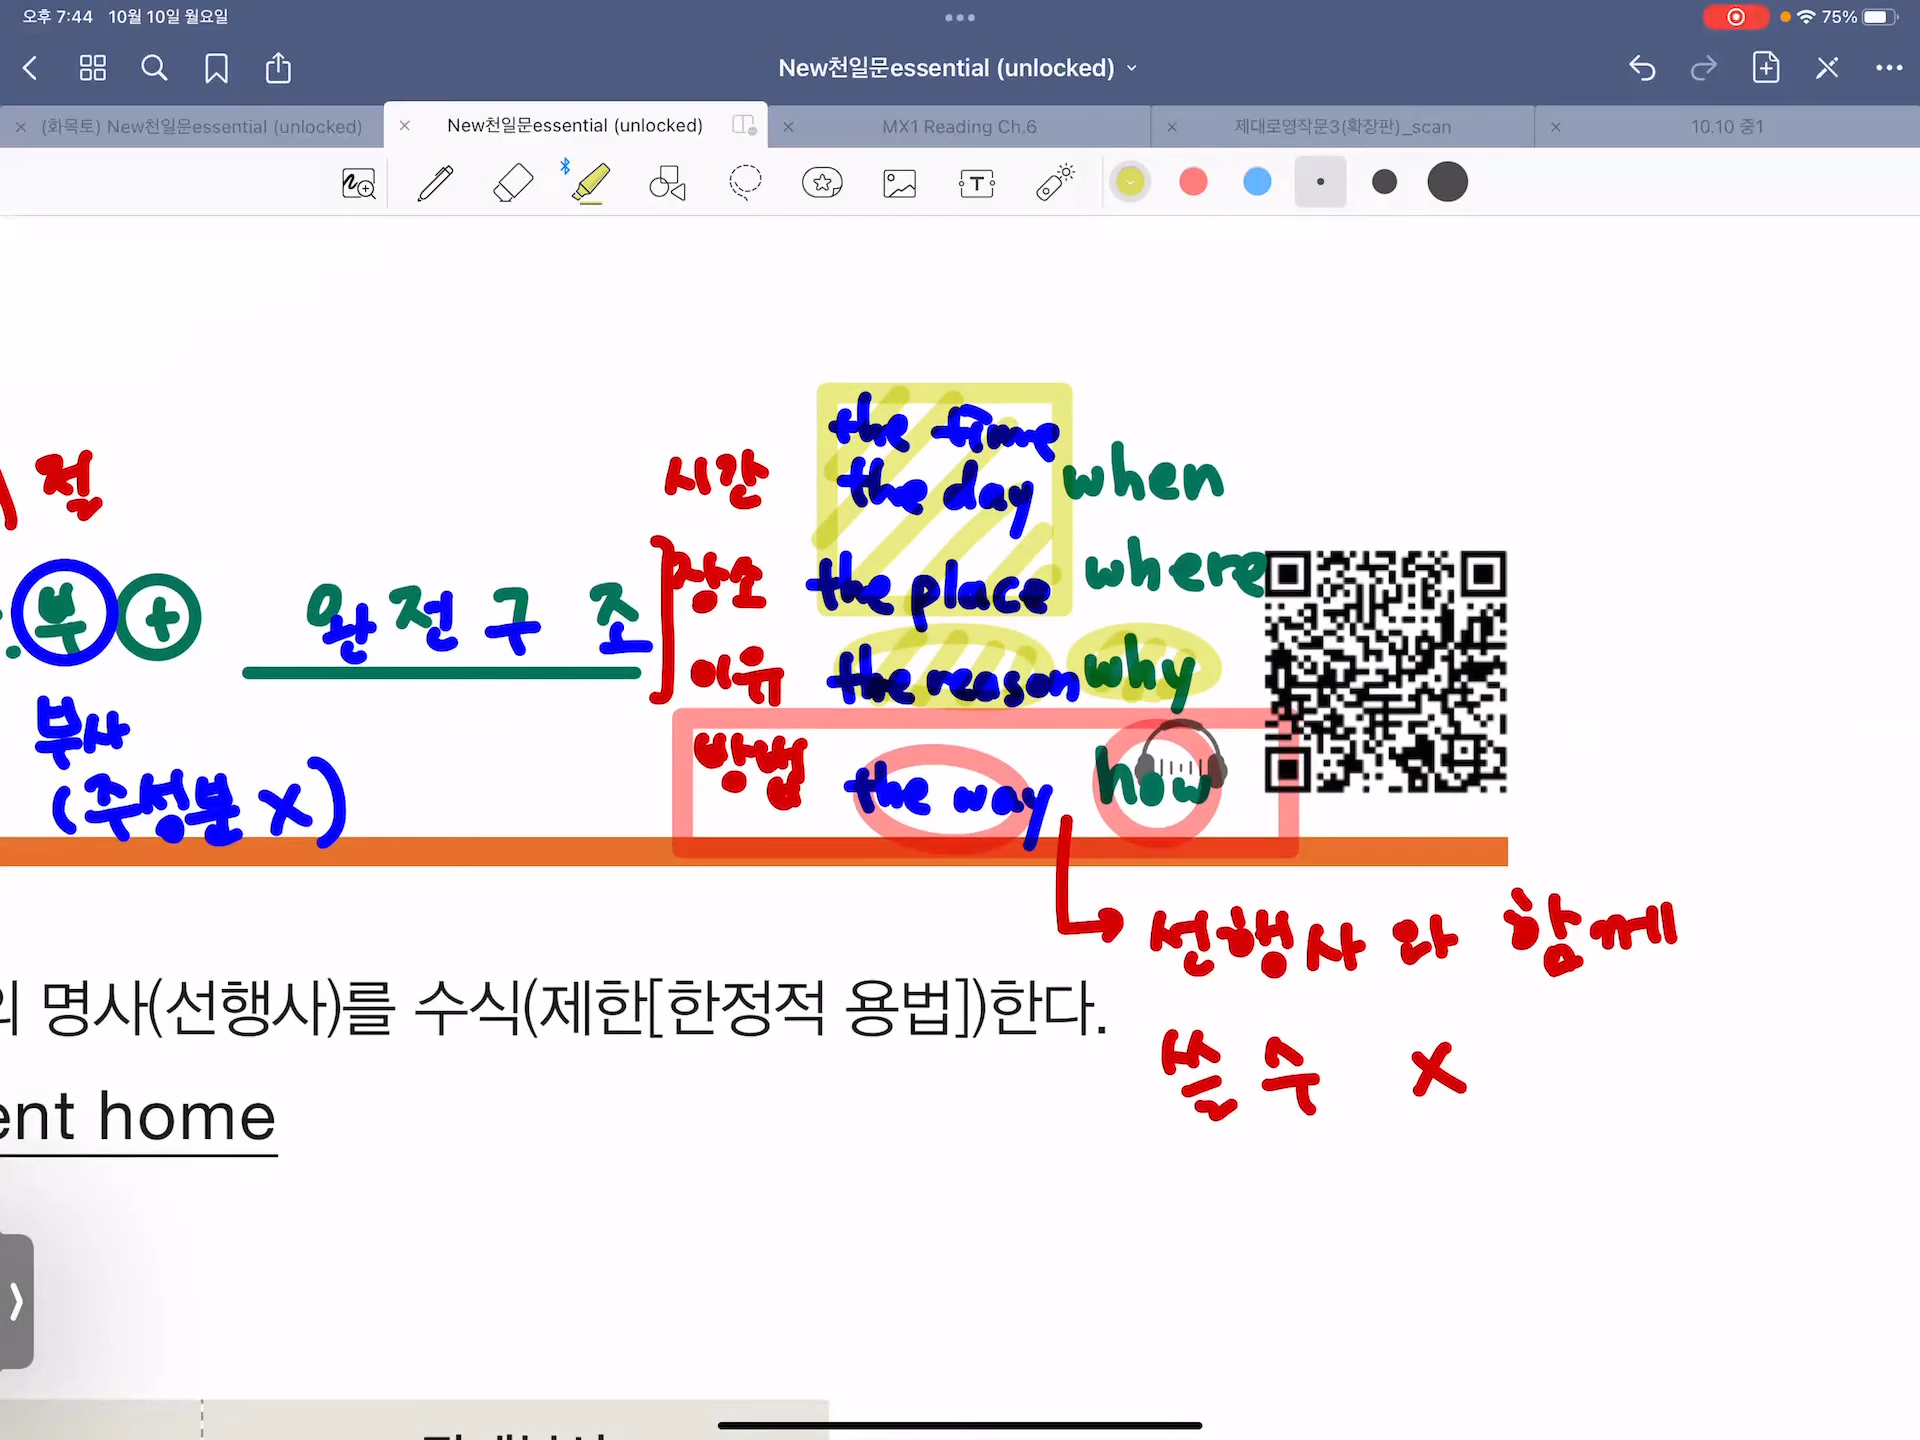 오후 7:44 10월 10일 월요일
75%
New천일문essential (unlocked)
(화목토) New천일문essential (unlocked)
New천일문essential (unlocked)
MX1 Reading Ch.6
제대로영작문3(확장판)_scan
10.10 중1
the time
절 시간 the day when
장소 the place where
부 + 완전구조
이유 the reason why
부사
방법 the way how
(주성분 X)
선행사와 함께
명사(선행사)를 수식(제한[한정적 용법])한다.
쓸 수 X
ent home